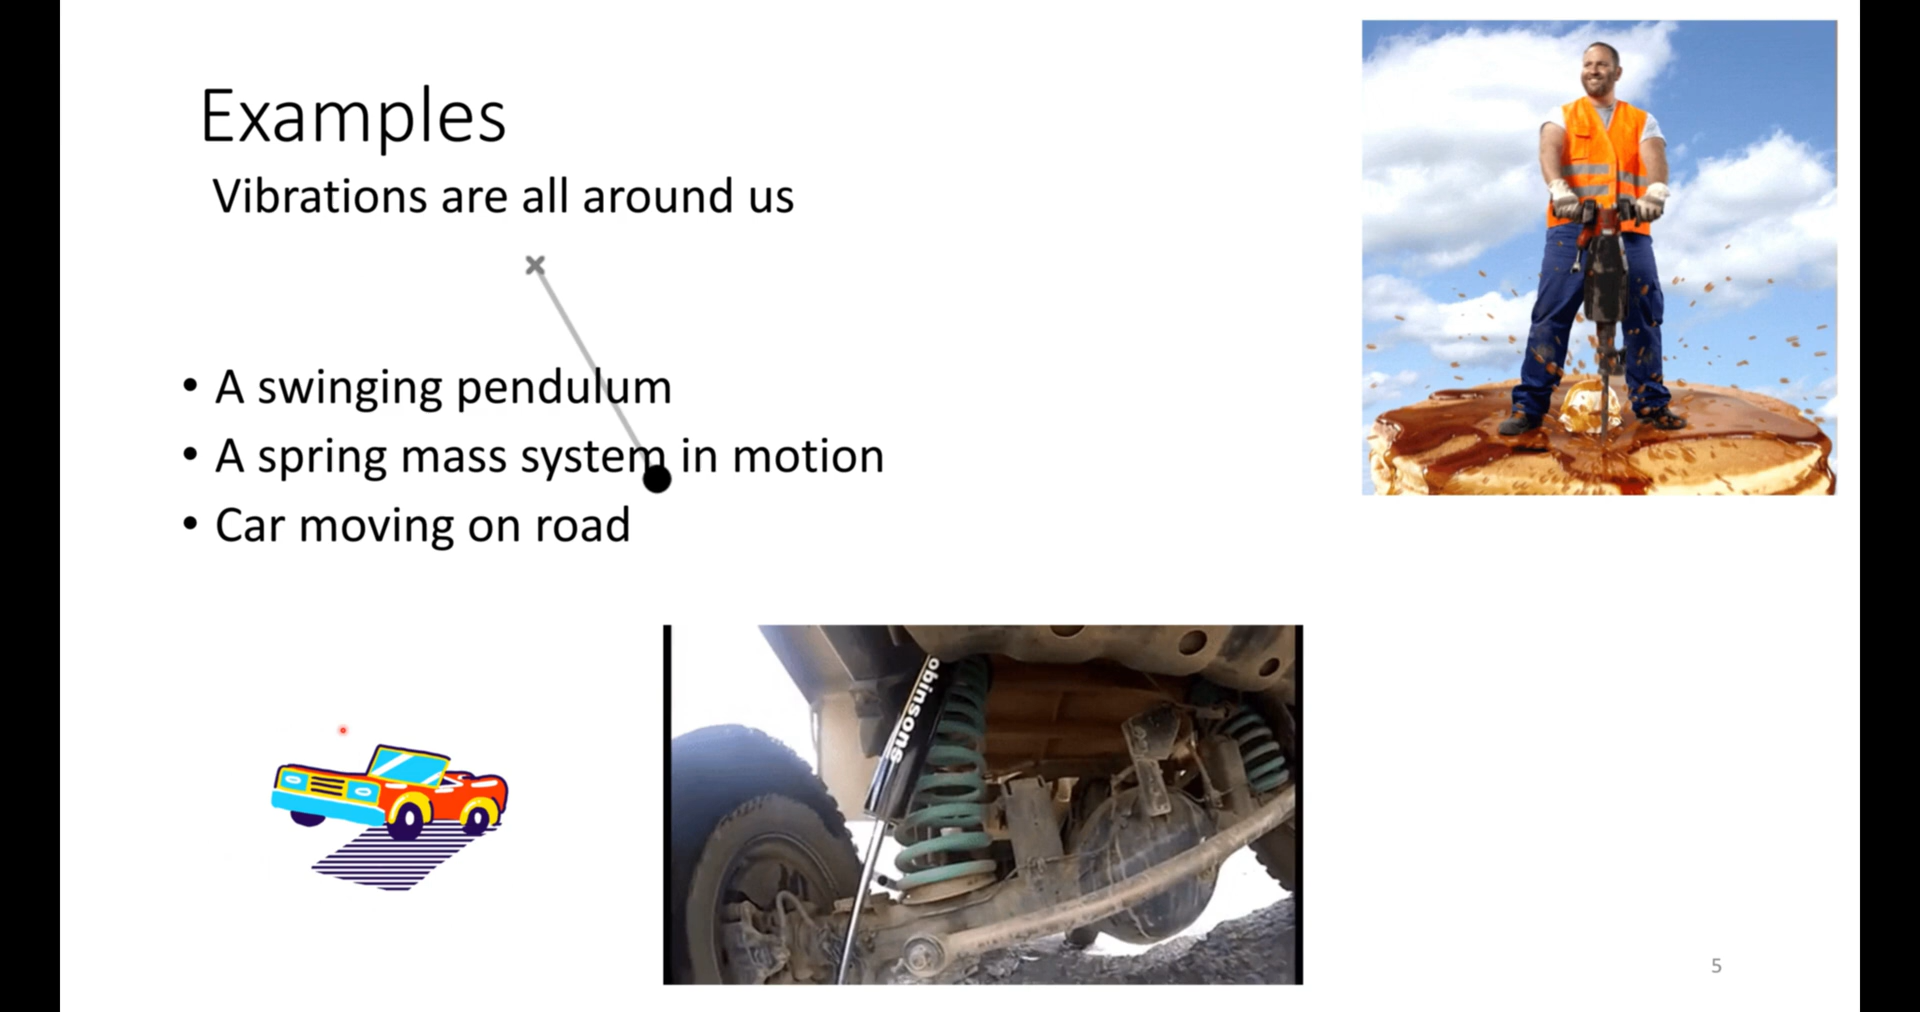 Examples
Vibrations are all around us
• A swinging pendulum
• A spring mass system in motion
• Car moving on road
obinsons
5